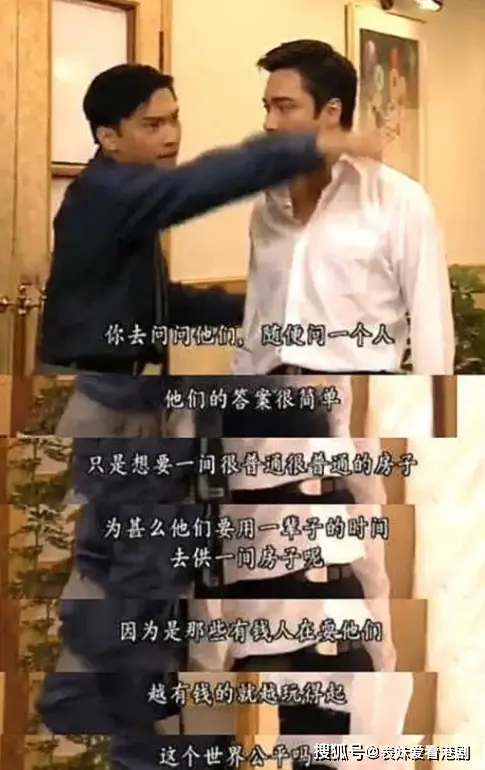 你去问问他们，随便问一个人
他们的答案很简单
只是想要一间很普通很普通的房子
为甚么他们要用一辈子的时间
去供一间房子呢
因为是那些有钱人在耍他们
越有钱的就越玩得起
这个世界公平吗
搜狐号@表妹爱看港剧